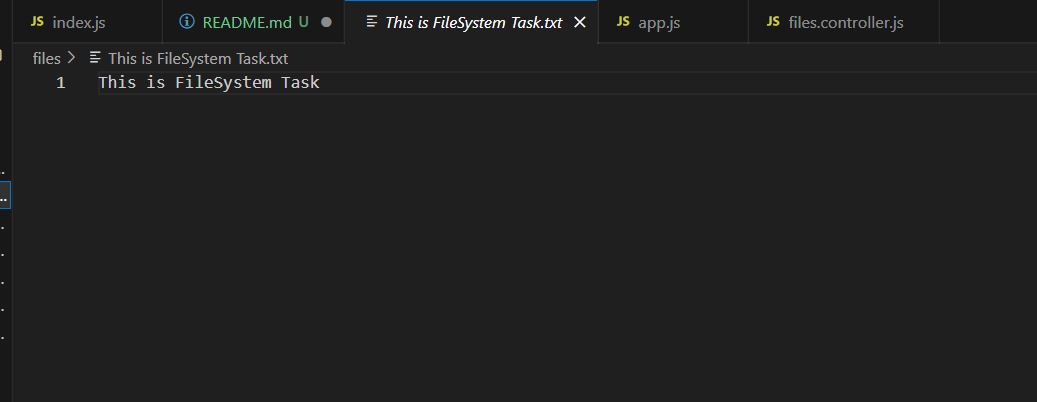 JS index.js README.md U This is FileSystem Task.txt JS app.js JS files.controller.js
files > This is FileSystem Task.txt
1 This is FileSystem Task